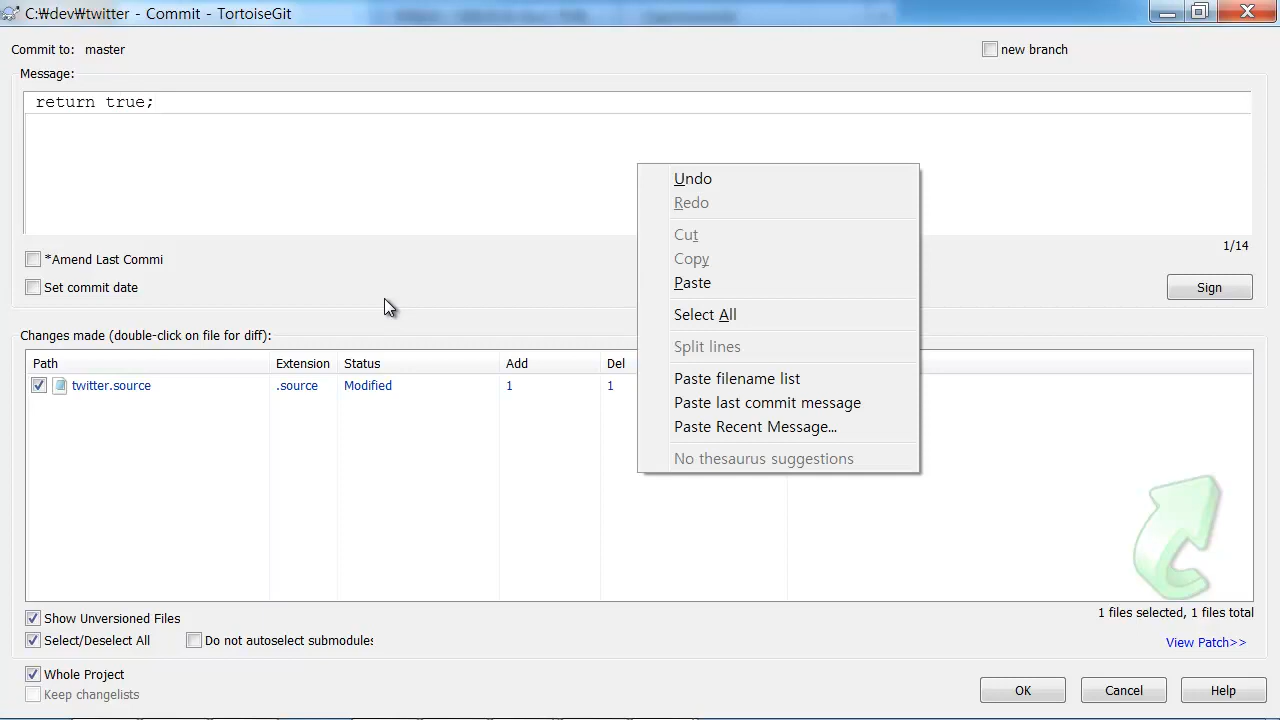 C:₩dev₩twitter - Commit - TortoiseGit
Commit to: master
new branch
Message:
return true;
1/14
*Amend Last Commi
Set commit date
Sign
Undo
Redo
Cut
Copy
Paste
Select All
Split lines
Paste filename list
Paste last commit message
Paste Recent Message...
No thesaurus suggestions
Changes made (double-click on file for diff):
Path Extension Status Add Del
twitter.source .source Modified 1 1
1 files selected, 1 files total
Show Unversioned Files
Select/Deselect All Do not autoselect submodules
View Patch>>
Whole Project
Keep changelists
OK Cancel Help